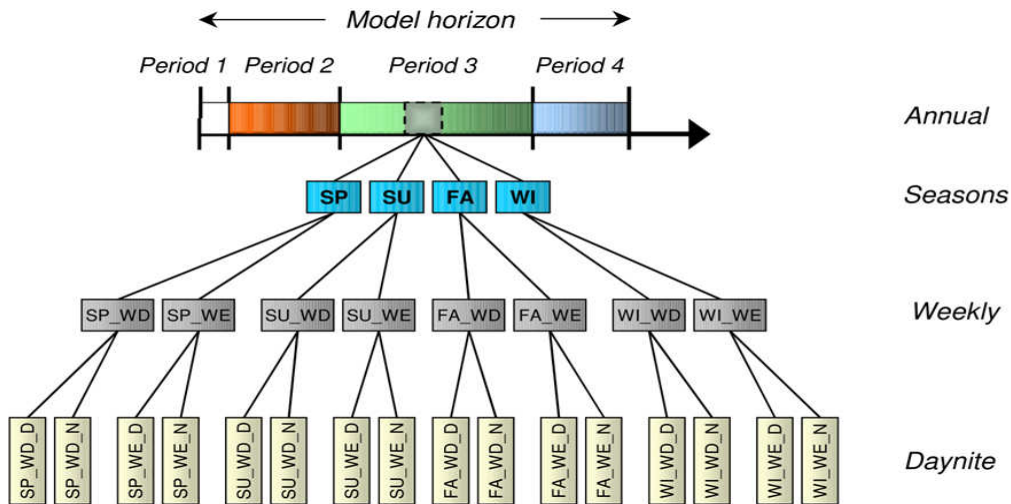 Model horizon
Period 1 Period 2 Period 3 Period 4
Annual
SP SU FA WI Seasons
SP_WD SP_WE SU_WD SU_WE FA_WD FA_WE WI_WD WI_WE Weekly
SP_WD_D SP_WD_N SP_WE_D SP_WE_N SU_WD_D SU_WD_N SU_WE_D SU_WE_N FA_WD_D FA_WD_N FA_WE_D FA_WE_N WI_WD_D WI_WD_N WI_WE_D WI_WE_N Daynite